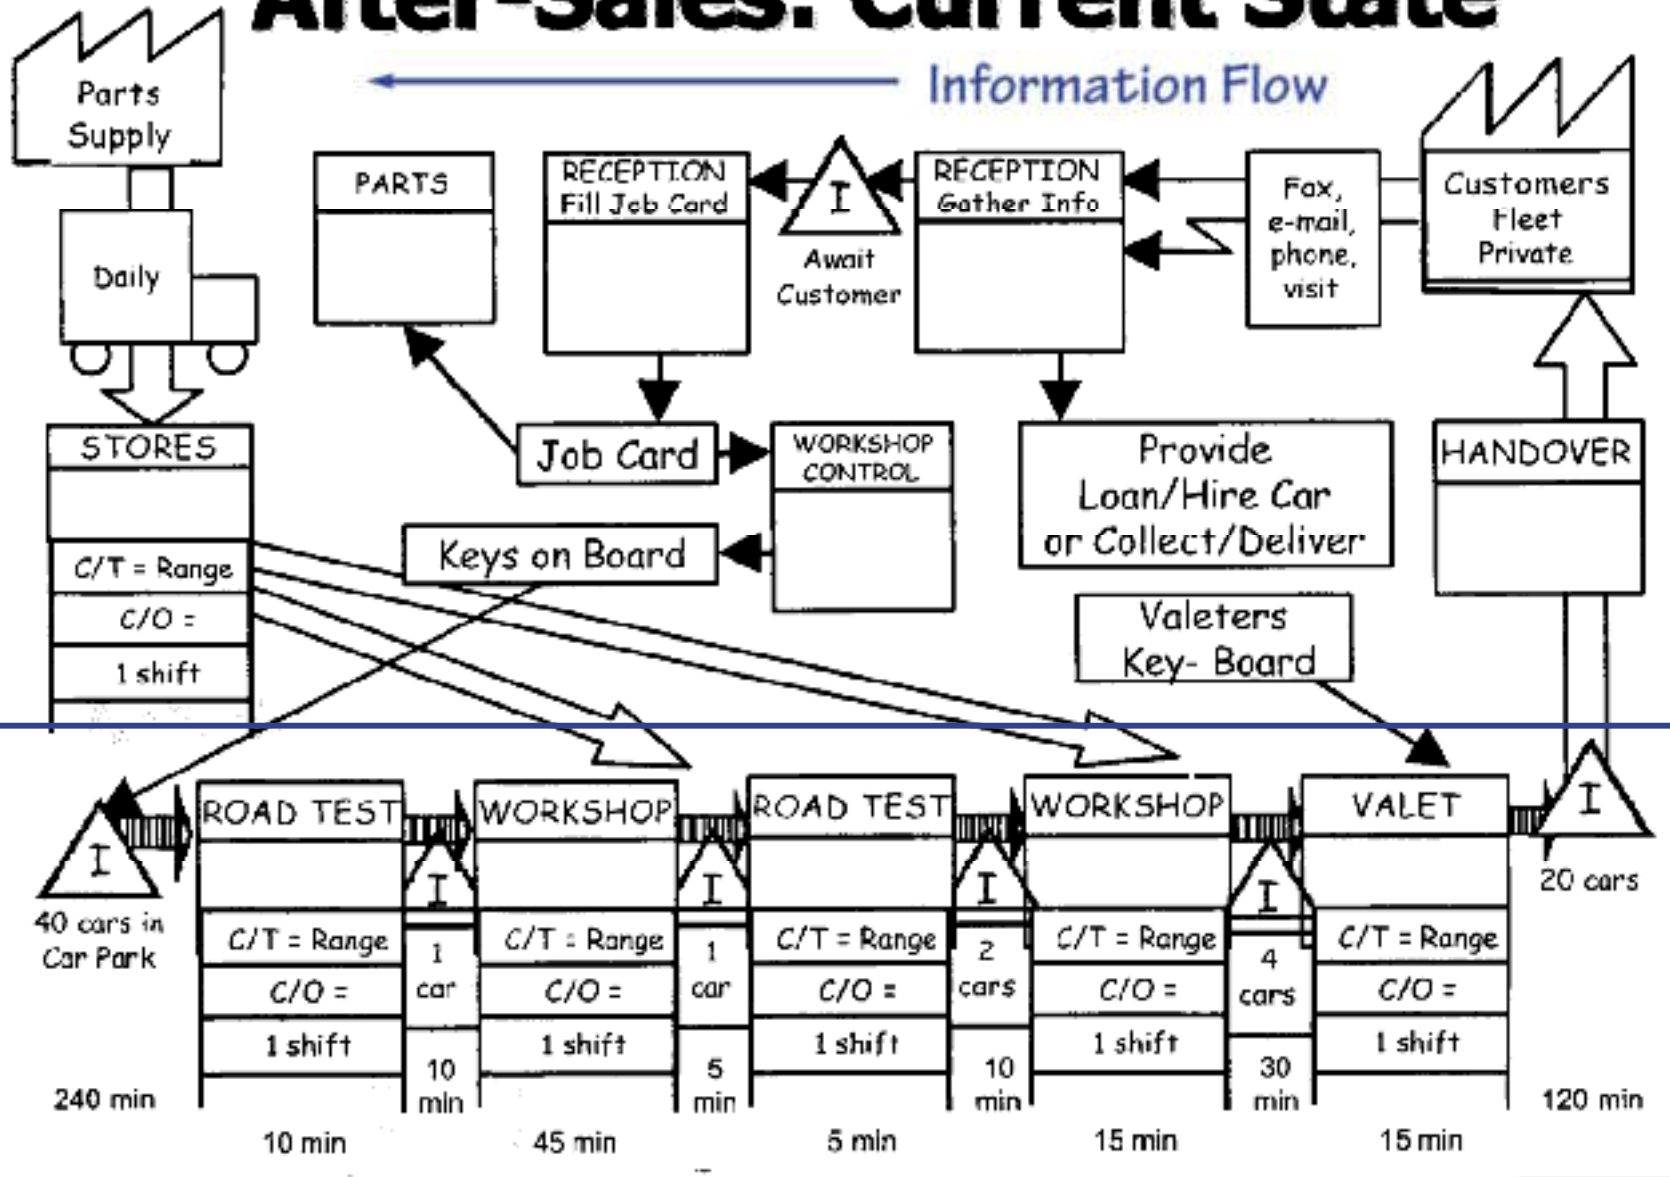 After-Sales: Current State
Information Flow
Parts
Supply
Daily
PARTS
RECEPTION
Fill Job Card
I
Await
Customer
RECEPTION
Gather Info
Fax,
e-mail,
phone,
visit
Customers
Fleet
Private
STORES
C/T = Range
C/O =
1 shift
Job Card
WORKSHOP
CONTROL
Keys on Board
Provide
Loan/Hire Car
or Collect/Deliver
HANDOVER
Valeters
Key- Board
I
40 cars in
Car Park
240 min
ROAD TEST
C/T = Range
C/O =
1 shift
10 min
I
1
car
10
min
WORKSHOP
C/T = Range
C/O =
1 shift
45 min
I
1
car
5
min
ROAD TEST
C/T = Range
C/O =
1 shift
5 min
I
2
cars
10
min
WORKSHOP
C/T = Range
C/O =
1 shift
15 min
I
4
cars
30
min
VALET
C/T = Range
C/O =
1 shift
15 min
I
20 cars
120 min